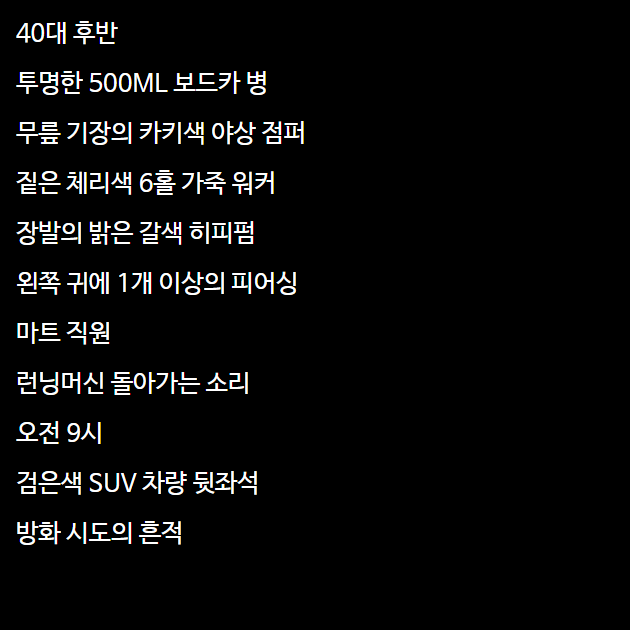 40대 후반
투명한 500ML 보드카 병
무릎 기장의 카키색 야상 점퍼
짙은 체리색 6홀 가죽 워커
장발의 밝은 갈색 히피펌
왼쪽 귀에 1개 이상의 피어싱
마트 직원
런닝머신 돌아가는 소리
오전 9시
검은색 SUV 차량 뒷좌석
방화 시도의 흔적